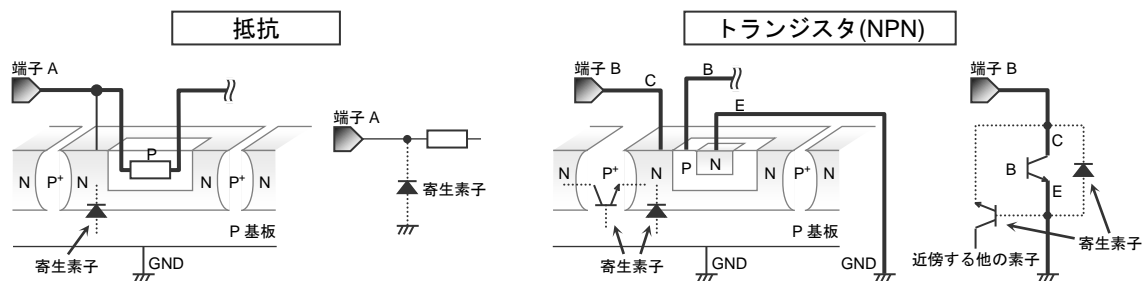 抵抗
トランジスタ(NPN)
端子 A
端子 A
P
N
P+
N
N
P+
N
寄生素子
P 基板
寄生素子
GND
端子 B
C
B
E
N
P+
N
P
N
N
P+
N
P 基板
寄生素子
GND
GND
端子 B
C
B
E
寄生素子
近傍する他の素子